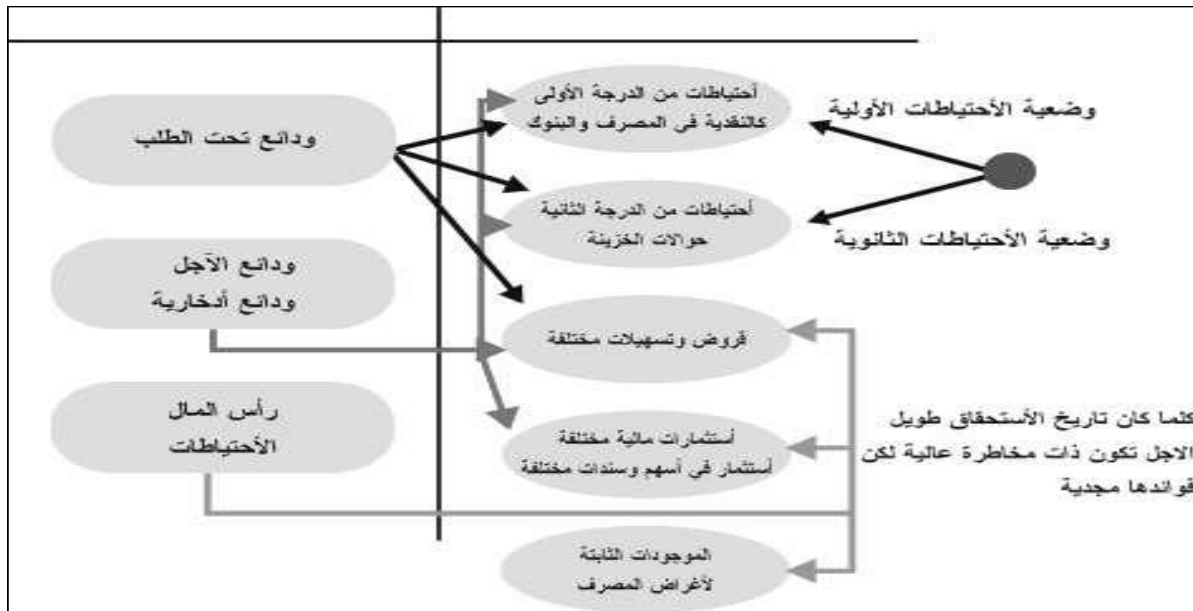 ودائع تحت الطلب
ودائع الآجل
ودائع أدخارية
رأس المال
الأحتياطات
أحتياطات من الدرجة الأولى
كالنقدية في المصرف والبنوك
أحتياطات من الدرجة الثانية
حوالات الخزينة
قروض وتسهيلات مختلفة
أستثمارات مالية مختلفة
أستثمار في أسهم وسندات مختلفة
الموجودات الثابتة
لأغراض المصرف
وضعية الأحتياطات الأولية
وضعية الأحتياطات الثانوية
كلما كان تاريخ الأستحقاق طويل
الاجل تكون ذات مخاطرة عالية لكن
فوائدها مجدية